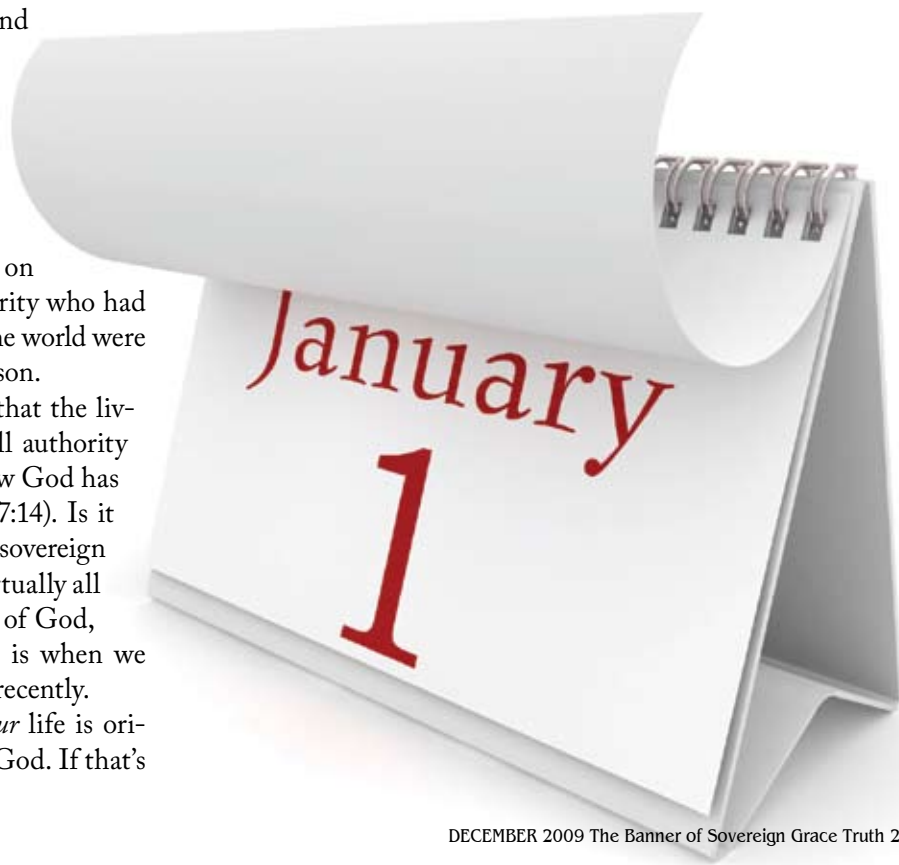 nd
on
rity who had
ne world were
son.
that the liv-
ll authority
w God has
7:14). Is it
sovereign
tually all
of God,
is when we
recently.
ur life is ori-
God. If that's
January
1
DECEMBER 2009 The Banner of Sovereign Grace Truth 2